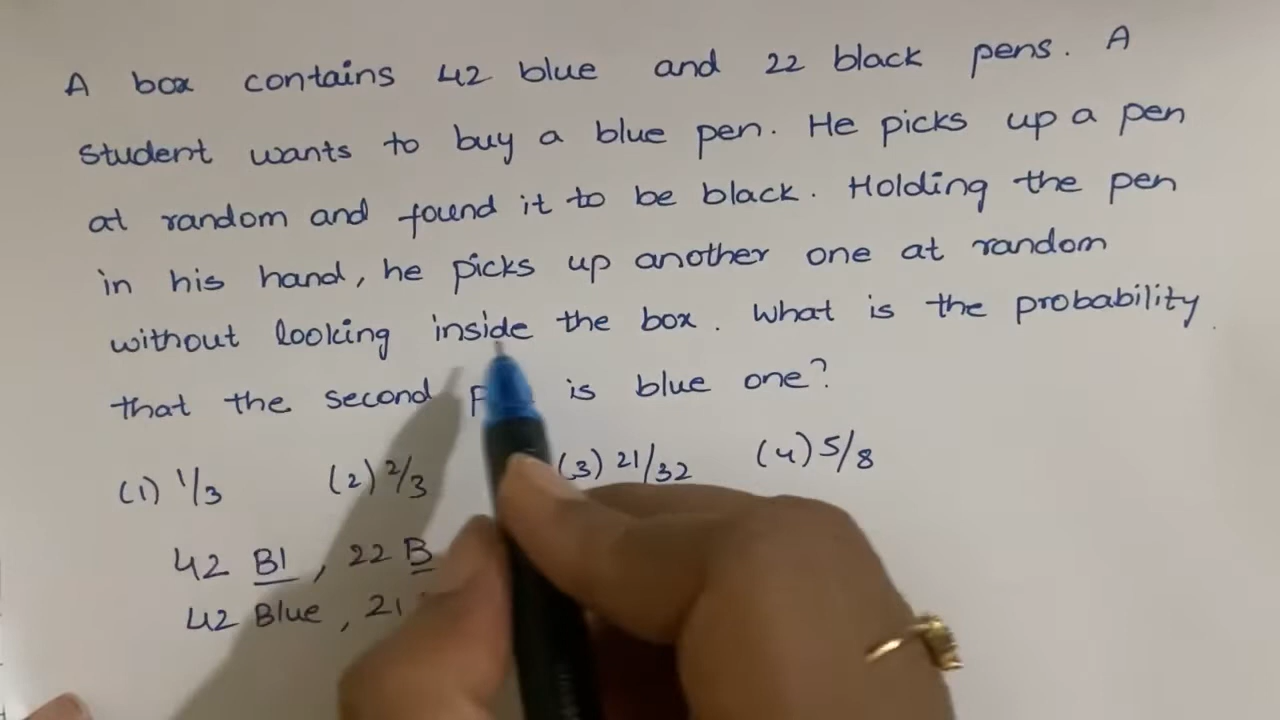 A box contains 42 blue and 22 black pens. A
student wants to buy a blue pen. He picks up a pen
at random and found it to be black. Holding the pen
in his hand, he picks up another one at random
without looking inside the box. What is the probability
that the second is blue one?
(1) 1/3 (2) 2/3 (3) 21/32 (4) 5/8
42 Bl, 22 B
42 Blue, 21